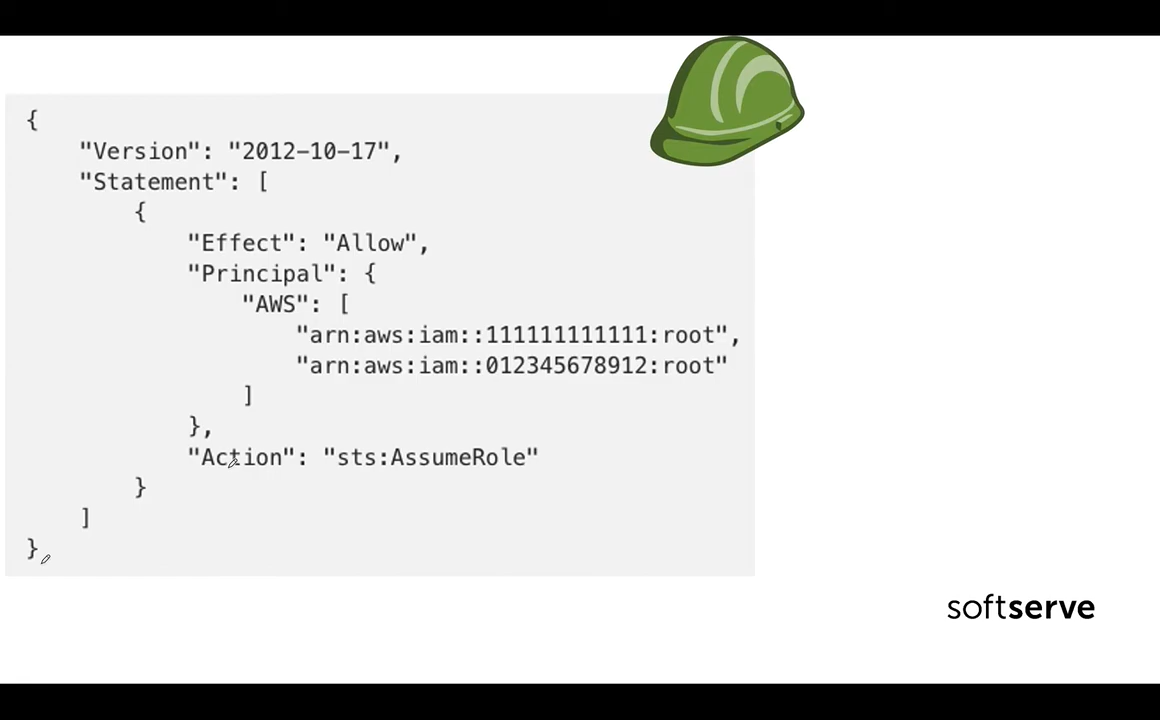 {
    "Version": "2012-10-17",
    "Statement": [
        {
            "Effect": "Allow",
            "Principal": {
                "AWS": [
                    "arn:aws:iam::111111111111:root",
                    "arn:aws:iam::012345678912:root"
                ]
            },
            "Action": "sts:AssumeRole"
        }
    ]
}
softserve